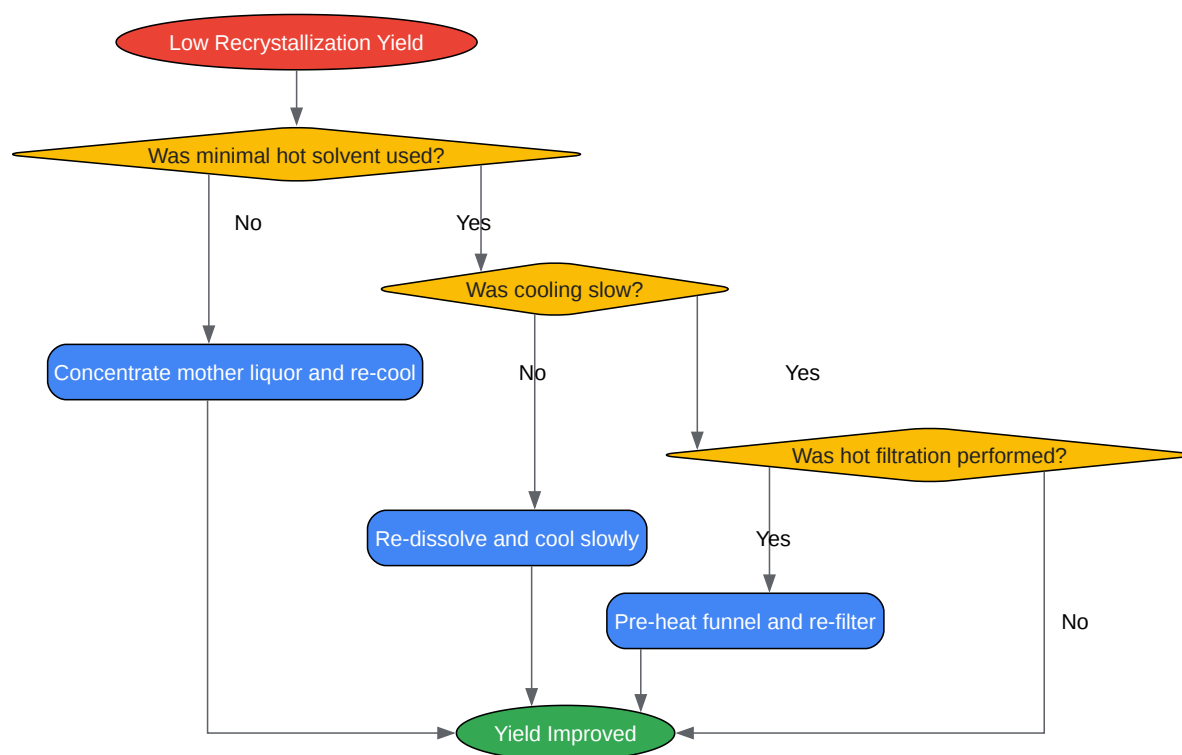 Low Recrystallization Yield
Was minimal hot solvent used?
No
Yes
Was cooling slow?
Concentrate mother liquor and re-cool
No
Yes
Was hot filtration performed?
Re-dissolve and cool slowly
Yes
Pre-heat funnel and re-filter
No
Yield Improved